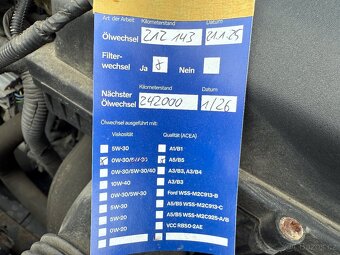 Art der Arbeit Kilometerstand Datum
Ölwechsel 212 143 21.1.25
Filter-
wechsel Ja Nein
Nächster Kilometerstand Datum
Ölwechsel 242000 1/26
Ölwechsel ausgeführt mit:
Viskosität Qualität (ACEA)
5W-30 A1/B1
0W-30/5W-30 A5/B5
0W-30/5W-30/40 A3/B3, A3/B4
10W-40 A3/B3
0W-30/5W-30 Ford WSS-M2C913-B
5W-30 A5/B5 WSS-M2C913-C
5W-20 A5/B5 WSS-M2C925-A/B
0W-20 VCC RBS0-2AE